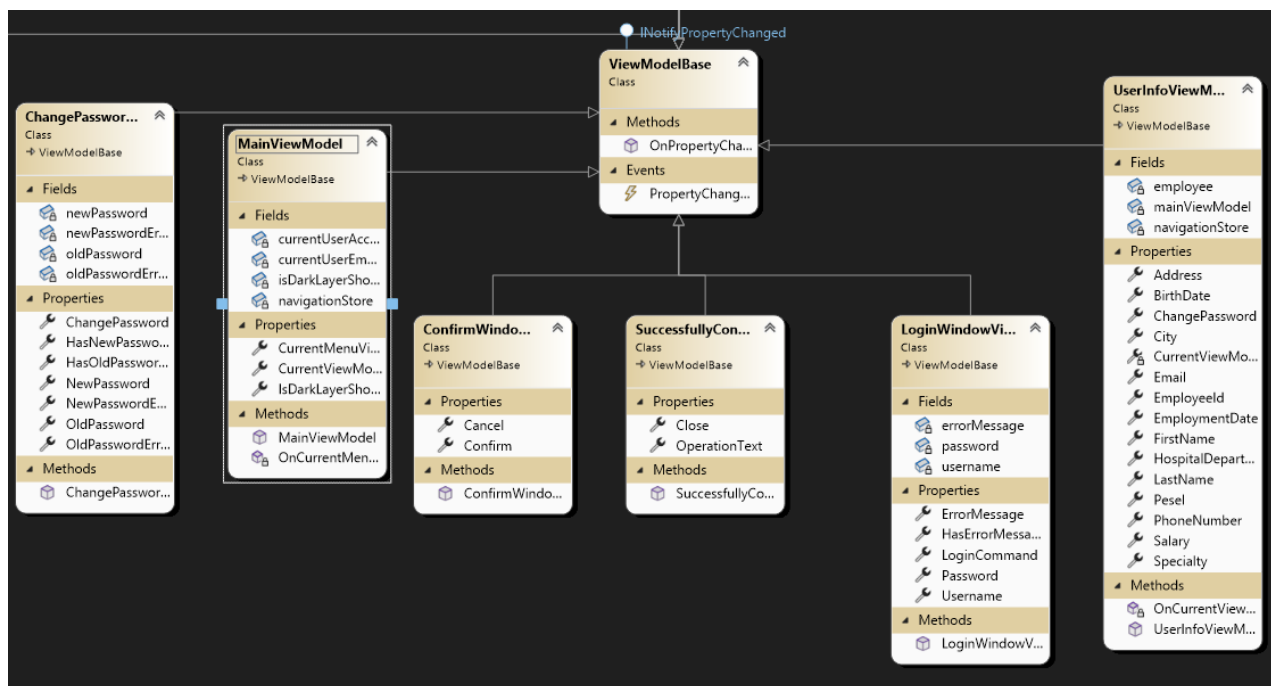 INotifyPropertyChanged
ViewModelBase
Class
Methods
OnPropertyCha...
Events
PropertyChang...
ChangePasswor...
Class
ViewModelBase
Fields
newPassword
newPasswordEr...
oldPassword
oldPasswordErr...
Properties
ChangePassword
HasNewPasswo...
HasOldPasswor...
NewPassword
NewPasswordE...
OldPassword
OldPasswordErr...
Methods
ChangePasswor...
MainViewModel
Class
ViewModelBase
Fields
currentUserAcc...
currentUserEm...
isDarkLayerSho...
navigationStore
Properties
CurrentMenuVi...
CurrentViewMo...
IsDarkLayerSho...
Methods
MainViewModel
OnCurrentMen...
ConfirmWindo...
Class
ViewModelBase
Properties
Cancel
Confirm
Methods
ConfirmWindo...
SuccessfullyCon...
Class
ViewModelBase
Properties
Close
OperationText
Methods
SuccessfullyCo...
LoginWindowVi...
Class
ViewModelBase
Fields
errorMessage
password
username
Properties
ErrorMessage
HasErrorMessa...
LoginCommand
Password
Username
Methods
LoginWindowV...
UserInfoViewM...
Class
ViewModelBase
Fields
employee
mainViewModel
navigationStore
Properties
Address
BirthDate
ChangePassword
City
CurrentViewMo...
Email
EmployeeId
EmploymentDate
FirstName
HospitalDepart...
LastName
Pesel
PhoneNumber
Salary
Specialty
Methods
OnCurrentView...
UserInfoViewM...